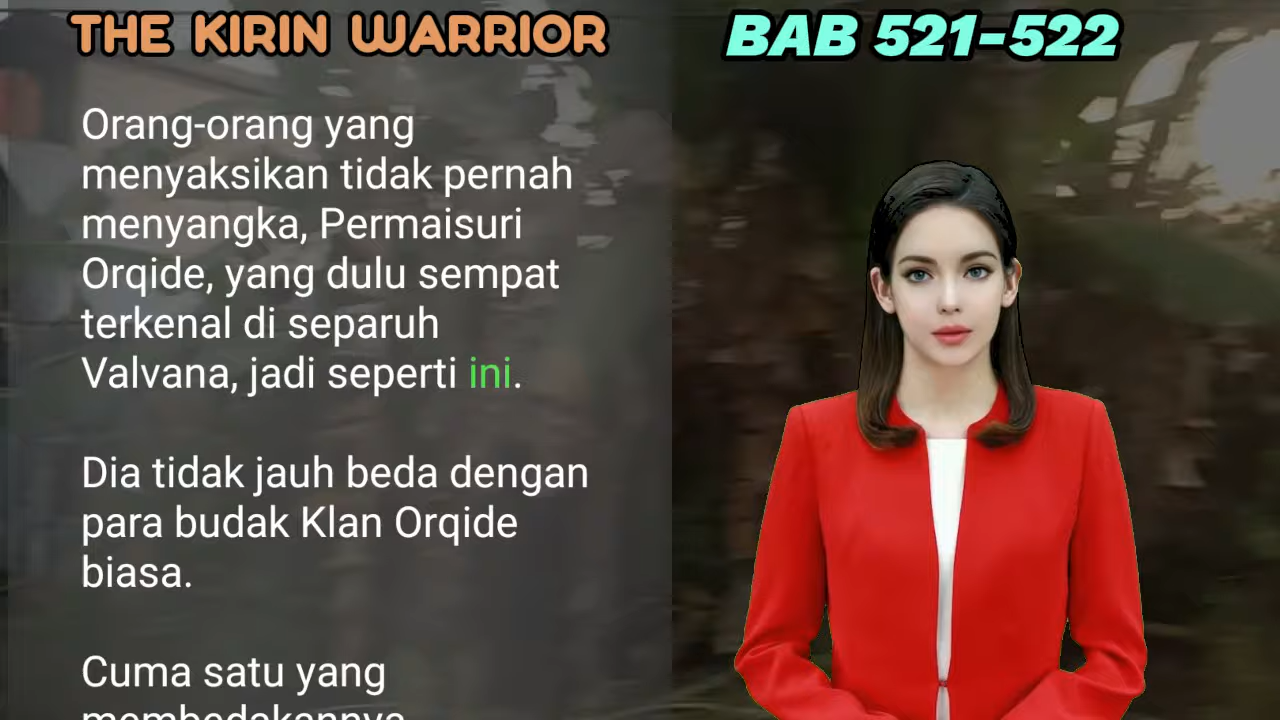 THE KIRIN WARRIOR
BAB 521-522
Orang-orang yang
menyaksikan tidak pernah
menyangka, Permaisuri
Orqide, yang dulu sempat
terkenal di separuh
Valvana, jadi seperti ini.
Dia tidak jauh beda dengan
para budak Klan Orqide
biasa.
Cuma satu yang
membedakannya